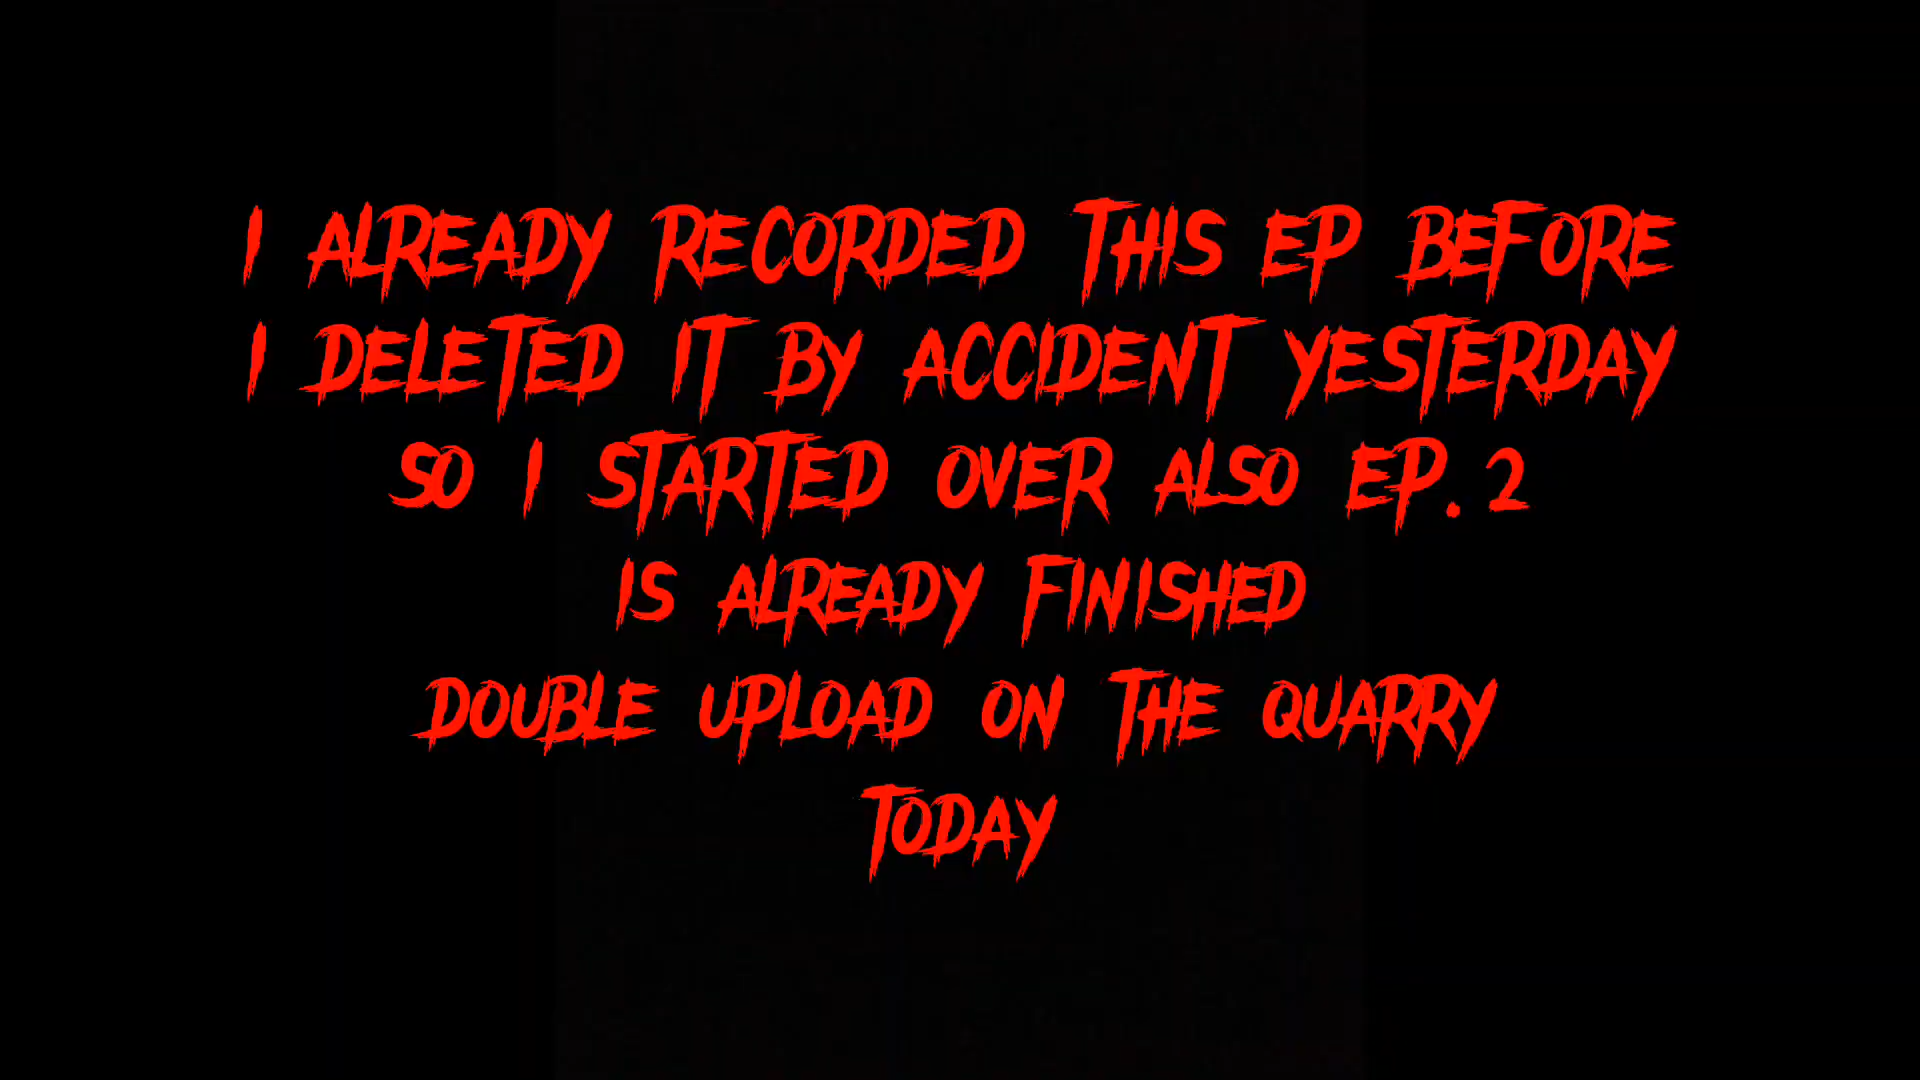 I ALREADY RECORDED THIS EP BEFORE
I DELETED IT BY ACCIDENT YESTERDAY
SO I STARTED OVER ALSO EP. 2
IS ALREADY FINISHED
DOUBLE UPLOAD ON THE QUARRY
TODAY